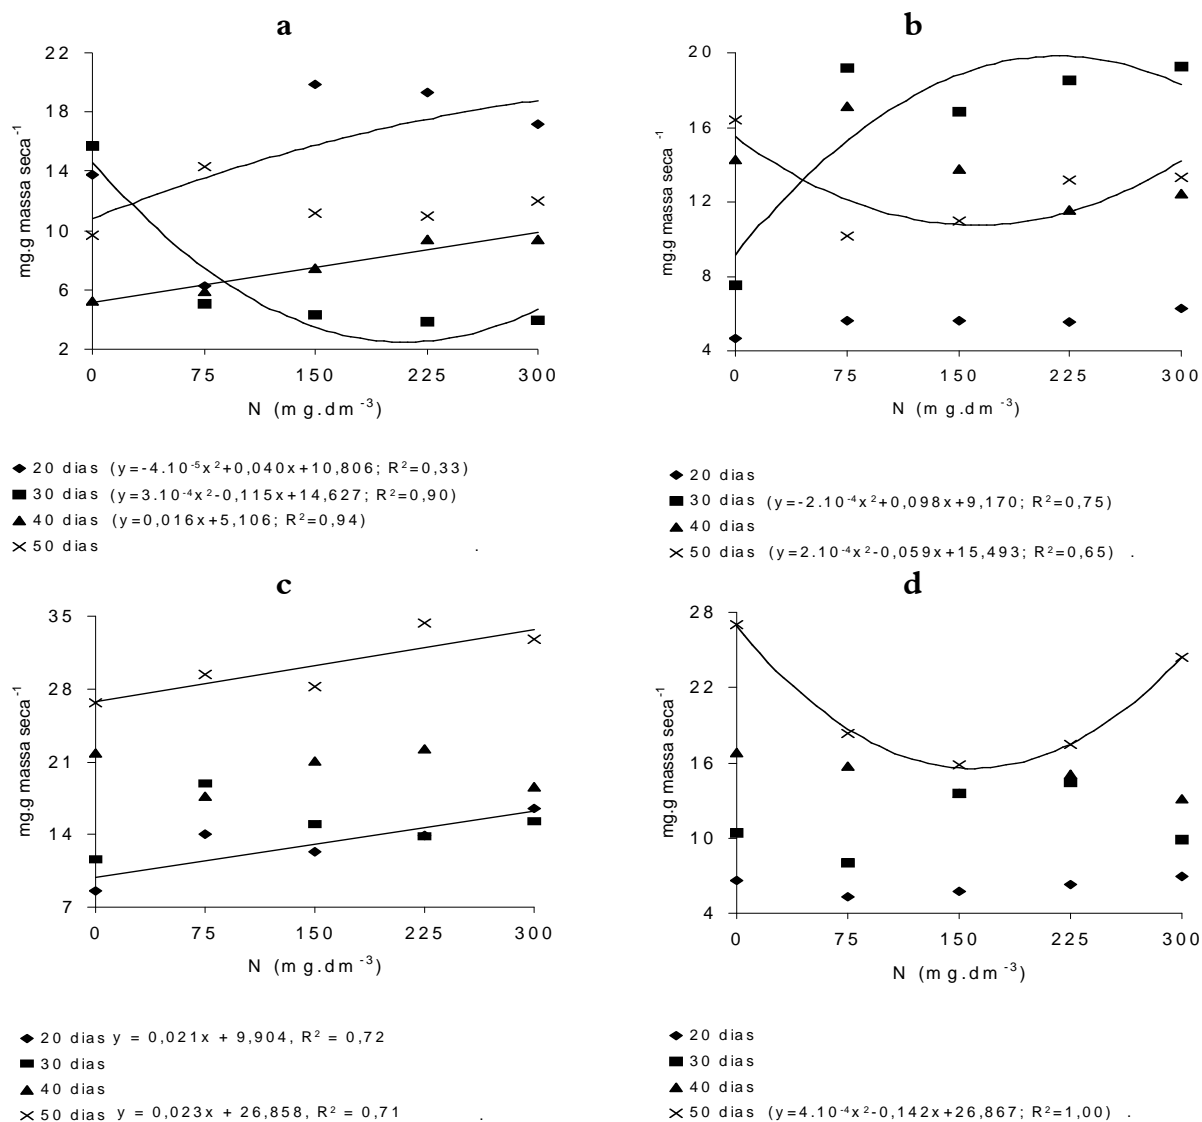 a
22
18
14
10
6
2
mg.g massa seca⁻¹
0 75 150 225 300
N (mg.dm⁻³)
20 dias (y=-4.10⁻⁵x²+0,040x+10,806; R²=0,33)
30 dias (y=3.10⁻⁴x²-0,115x+14,627; R²=0,90)
40 dias (y=0,016x+5,106; R²=0,94)
50 dias .
b
20
16
12
8
4
mg.g massa seca⁻¹
0 75 150 225 300
N (mg.dm⁻³)
20 dias
30 dias (y=-2.10⁻⁴x²+0,098x+9,170; R²=0,75)
40 dias
50 dias (y=2.10⁻⁴x²-0,059x+15,493; R²=0,65) .
c
35
28
21
14
7
mg.g massa seca⁻¹
0 75 150 225 300
N (mg.dm⁻³)
20 dias y = 0,021x + 9,904, R² = 0,72
30 dias
40 dias
50 dias y = 0,023x + 26,858, R² = 0,71 .
d
28
22
16
10
4
mg.g massa seca⁻¹
0 75 150 225 300
N (mg.dm⁻³)
20 dias
30 dias
40 dias
50 dias (y=4.10⁻⁴x²-0,142x+26,867; R²=1,00) .